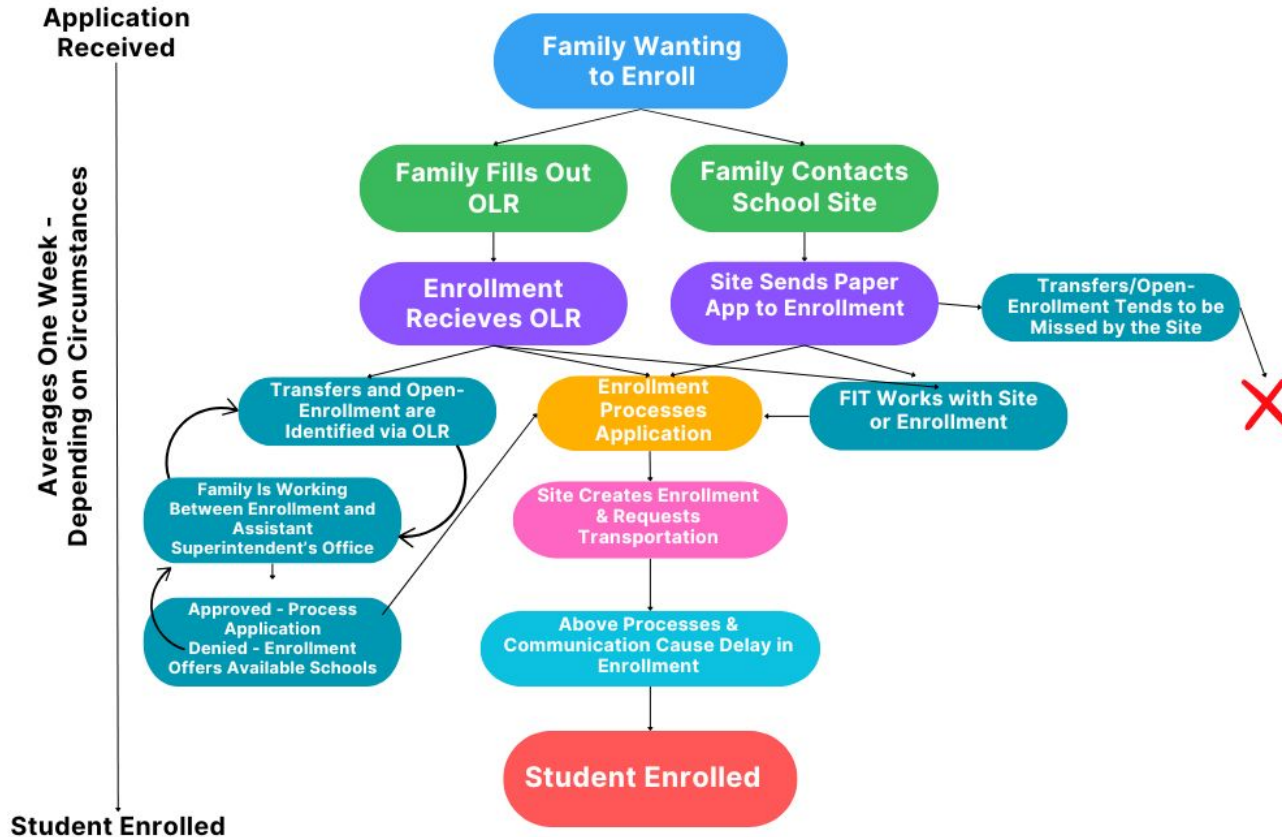 Application
Received
Family Wanting
to Enroll
Family Fills Out
OLR
Family Contacts
School Site
Averages One Week -
Depending on Circumstances
Enrollment
Recieves OLR
Site Sends Paper
App to Enrollment
Transfers/Open-
Enrollment Tends to be
Missed by the Site
Transfers and Open-
Enrollment are
Identified via OLR
Enrollment
Processes
Application
FIT Works with Site
or Enrollment
Family Is Working
Between Enrollment and
Assistant
Superintendent's Office
Site Creates Enrollment
& Requests
Transportation
Approved - Process
Application
Denied - Enrollment
Offers Available Schools
Above Processes &
Communication Cause Delay in
Enrollment
Student Enrolled
Student Enrolled